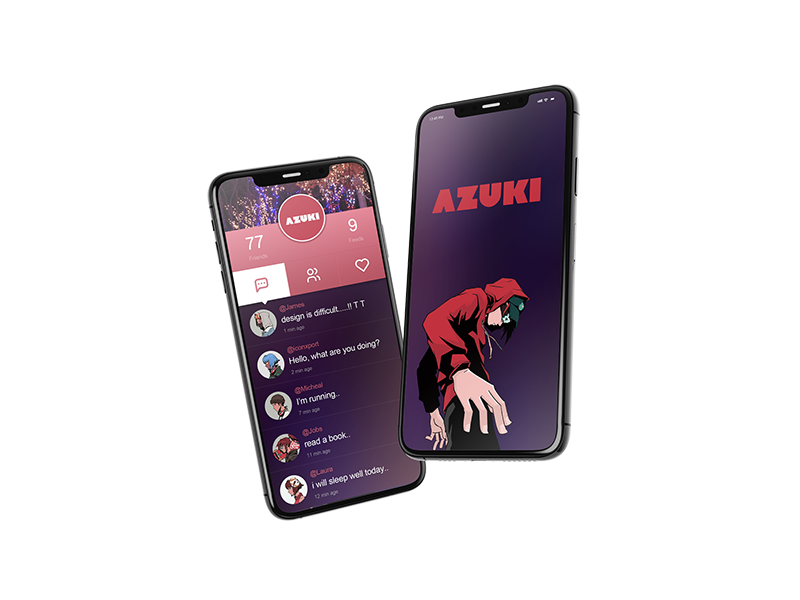 AZUKI
77
Friends
9
Feeds
@James
design is difficult.....!! T T
1 min ago
@iconxport
Hello, what are you doing?
2 min ago
@Micheal
I'm running..
7 min ago
@Jobs
read a book..
11 min ago
@Laura
i will sleep well today..
12 min ago
AZUKI